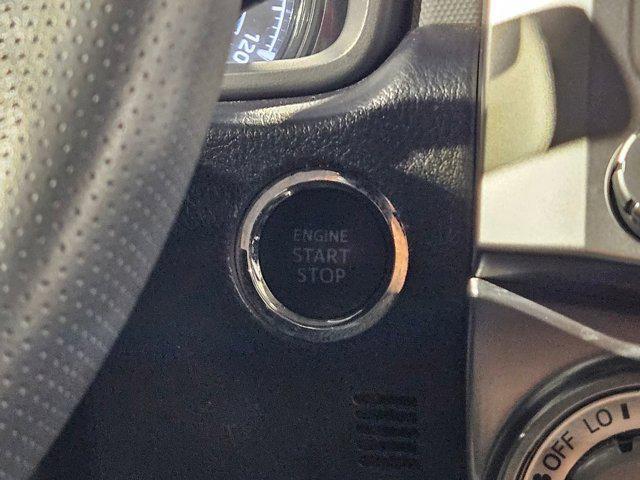 120
ENGINE
START
STOP
OFF LO